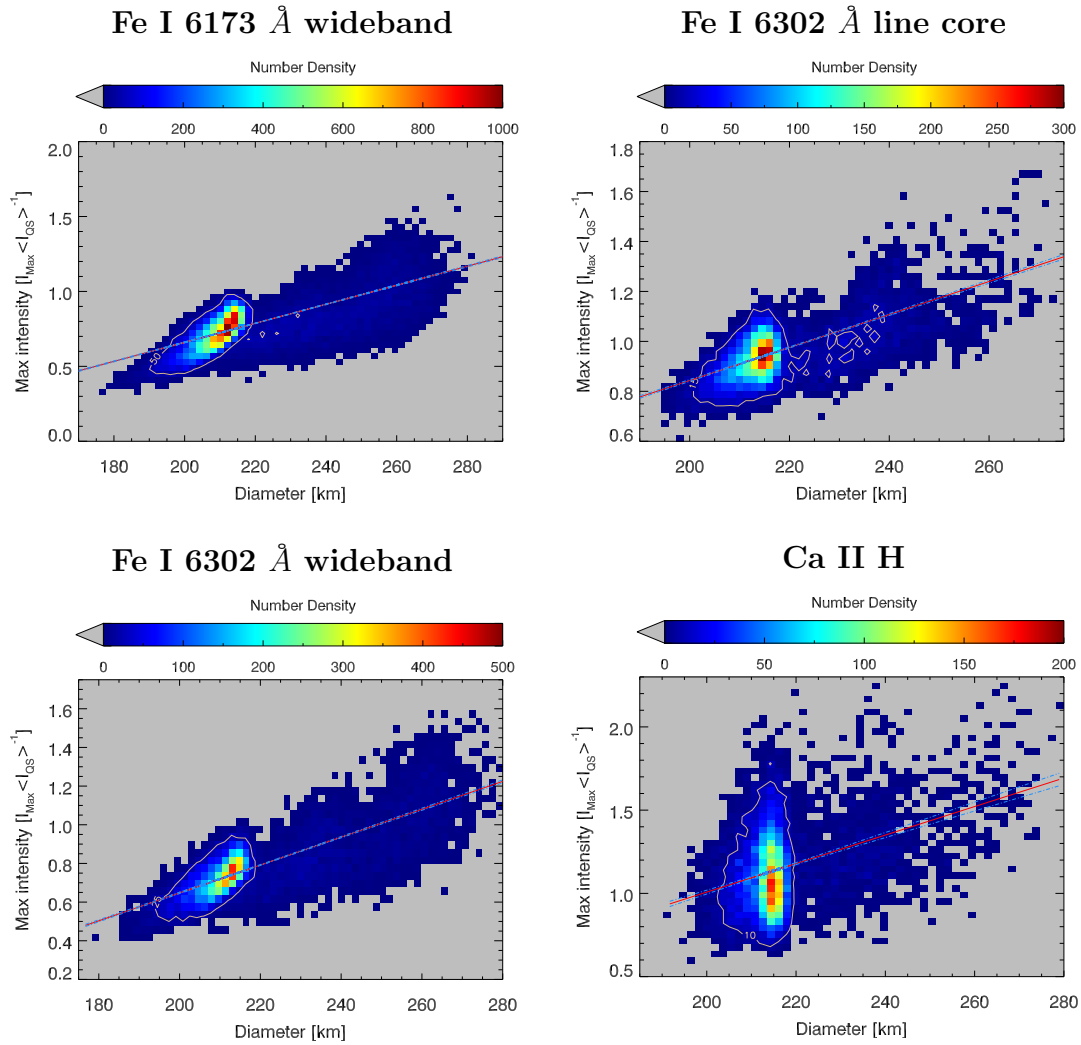 Fe I 6173 Å wideband
Number Density
0 200 400 600 800 1000
Max intensity [I_Max <I_QS>^-1]
2.0
1.5
1.0
0.5
0.0
50
180 200 220 240 260 280
Diameter [km]
Fe I 6302 Å line core
Number Density
0 50 100 150 200 250 300
Max intensity [I_Max <I_QS>^-1]
1.8
1.6
1.4
1.2
1.0
0.8
0.6
15
200 220 240 260
Diameter [km]
Fe I 6302 Å wideband
Number Density
0 100 200 300 400 500
Max intensity [I_Max <I_QS>^-1]
1.6
1.4
1.2
1.0
0.8
0.6
0.4
0.2
25
180 200 220 240 260 280
Diameter [km]
Ca II H
Number Density
0 50 100 150 200
Max intensity [I_Max <I_QS>^-1]
2.0
1.5
1.0
0.5
10
200 220 240 260 280
Diameter [km]